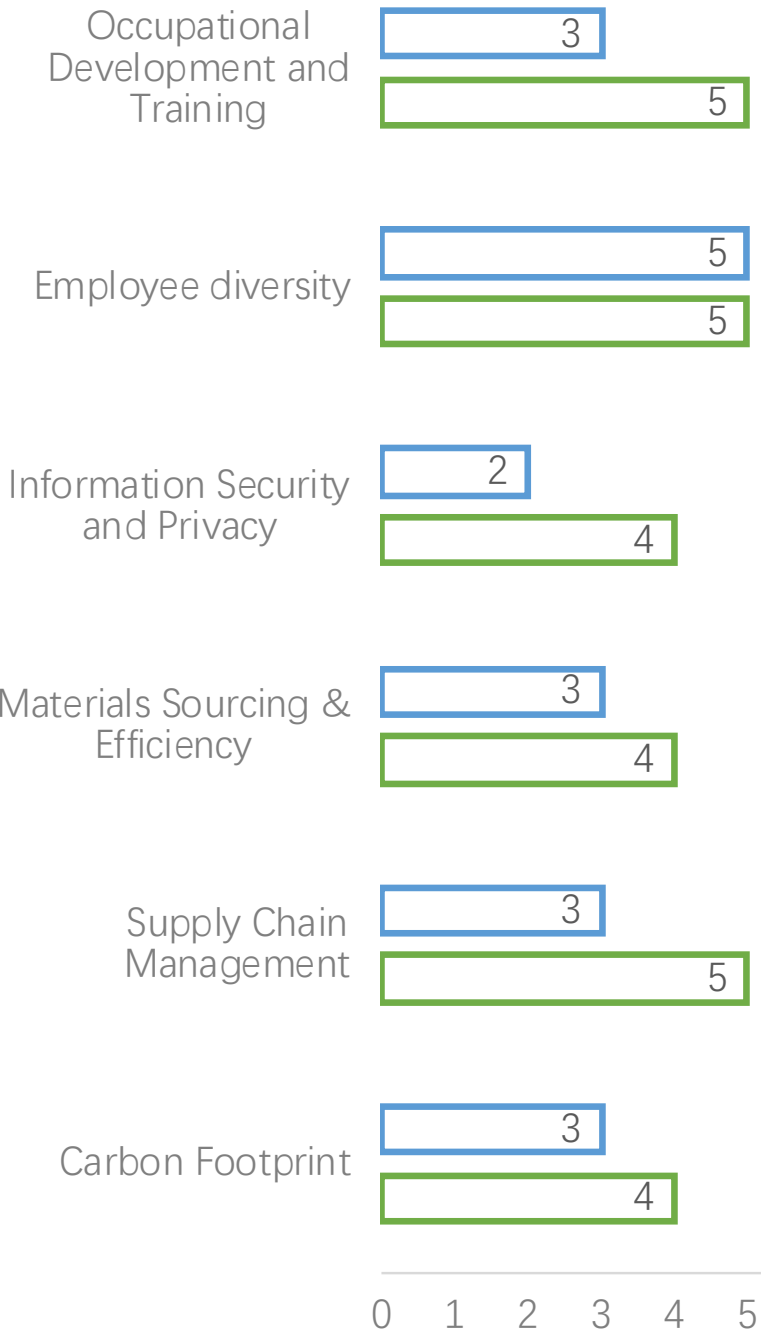 Occupational
Development and
Training
3
5
Employee diversity
5
5
Information Security
and Privacy
2
4
Materials Sourcing &
Efficiency
3
4
Supply Chain
Management
3
5
Carbon Footprint
3
4
0 1 2 3 4 5